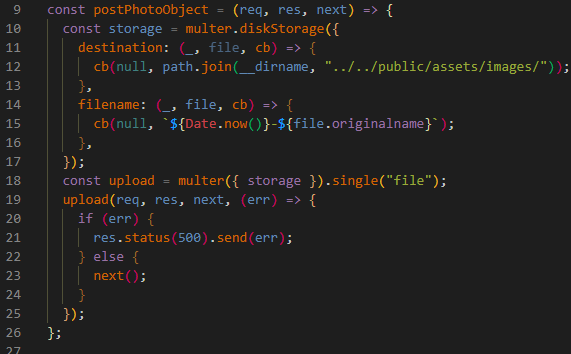 9 const postPhotoObject = (req, res, next) => {
10 const storage = multer.diskStorage({
11 destination: (_, file, cb) => {
12 cb(null, path.join(__dirname, "../../public/assets/images/"));
13 },
14 filename: (_, file, cb) => {
15 cb(null, `${Date.now()}-${file.originalname}`);
16 },
17 });
18 const upload = multer({ storage }).single("file");
19 upload(req, res, next, (err) => {
20 if (err) {
21 res.status(500).send(err);
22 } else {
23 next();
24 }
25 });
26 };
27